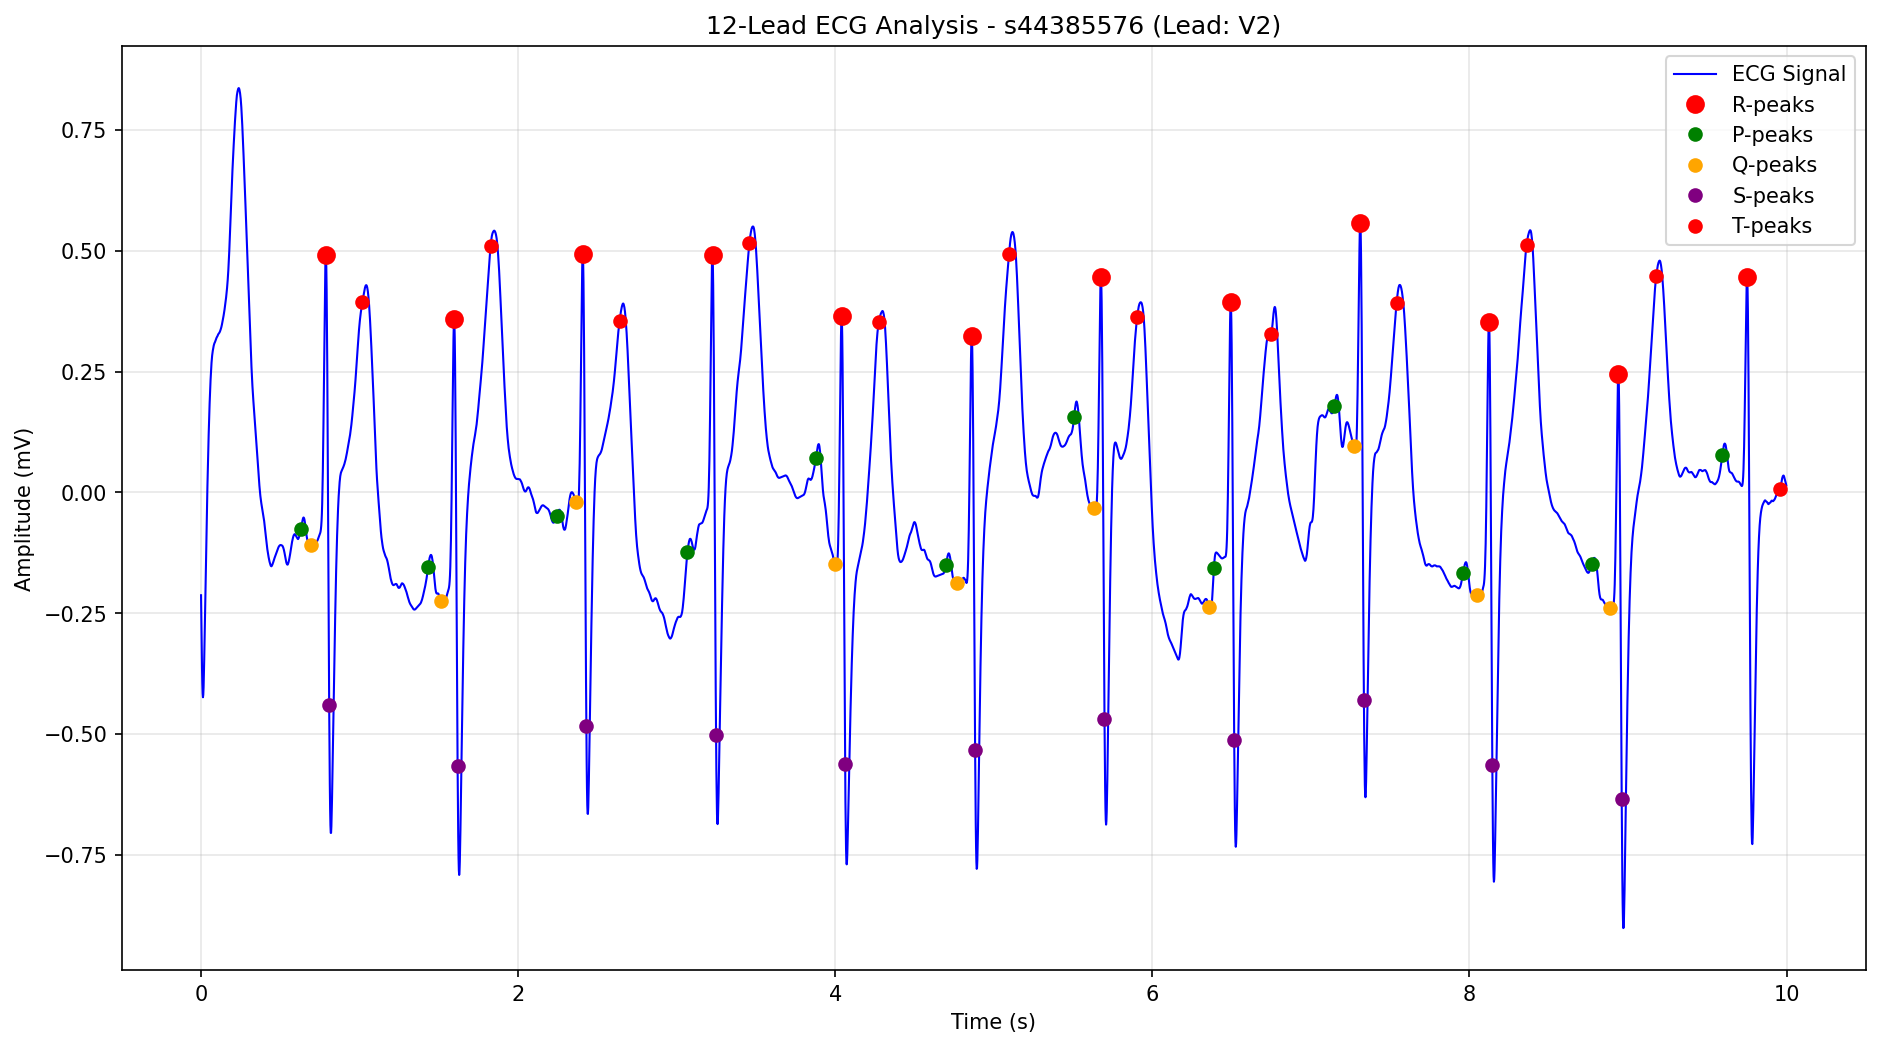 12-Lead ECG Analysis - s44385576 (Lead: V2)
ECG Signal
R-peaks
P-peaks
Q-peaks
S-peaks
T-peaks
Amplitude (mV)
0.75
0.50
0.25
0.00
−0.25
−0.50
−0.75
0 2 4 6 8 10
Time (s)